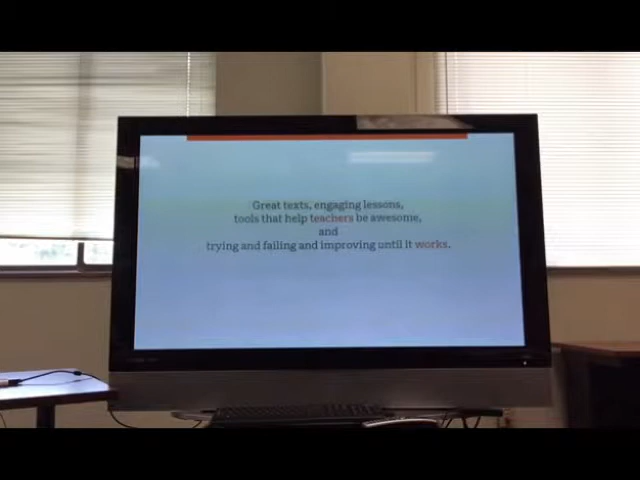 Great texts, engaging lessons,
tools that help teachers be awesome,
and
trying and failing and improving until it works.